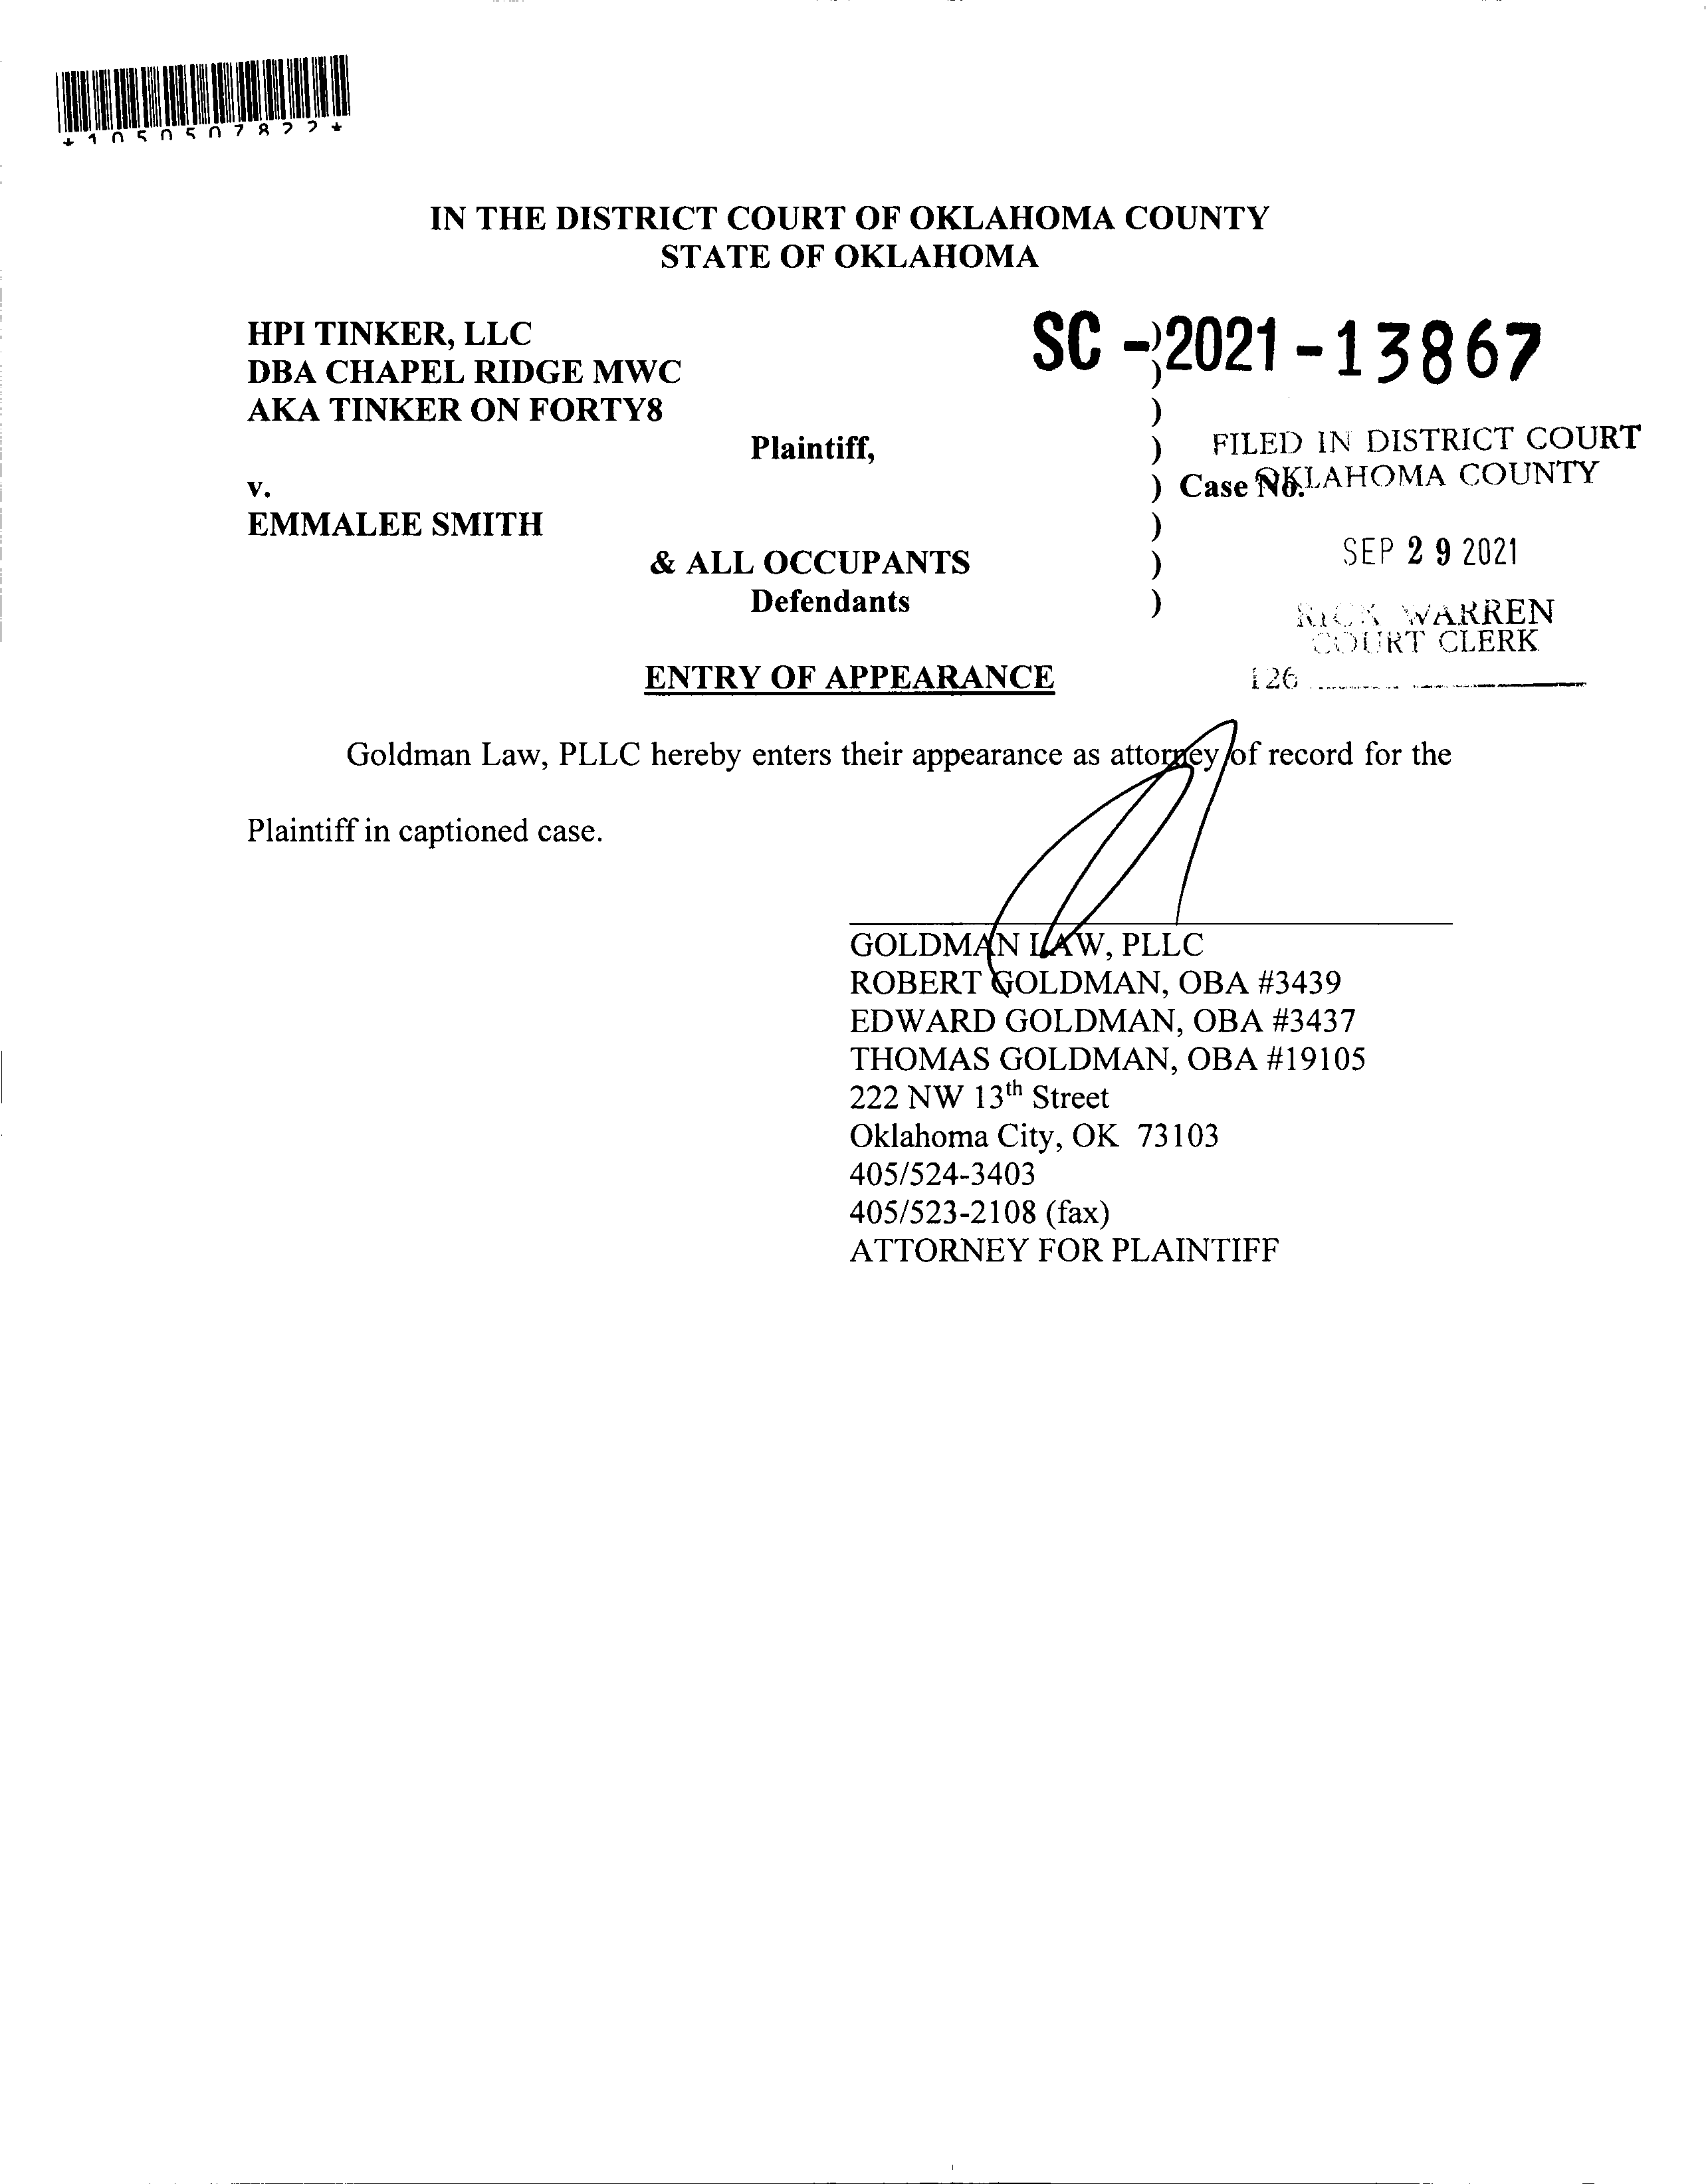 *1050507822*
IN THE DISTRICT COURT OF OKLAHOMA COUNTY
STATE OF OKLAHOMA
HPI TINKER, LLC
DBA CHAPEL RIDGE MWC
AKA TINKER ON FORTY8
Plaintiff,
v.
EMMALEE SMITH
& ALL OCCUPANTS
Defendants
)
)
)
)
)
)
)
)
SC-2021-13867
FILED IN DISTRICT COURT
OKLAHOMA COUNTY
Case No.
SEP 29 2021
RICK WARREN
COURT CLERK
126
ENTRY OF APPEARANCE
Goldman Law, PLLC hereby enters their appearance as attorney of record for the
Plaintiff in captioned case.
GOLDMAN LAW, PLLC
ROBERT GOLDMAN, OBA #3439
EDWARD GOLDMAN, OBA #3437
THOMAS GOLDMAN, OBA #19105
222 NW 13th Street
Oklahoma City, OK 73103
405/524-3403
405/523-2108 (fax)
ATTORNEY FOR PLAINTIFF